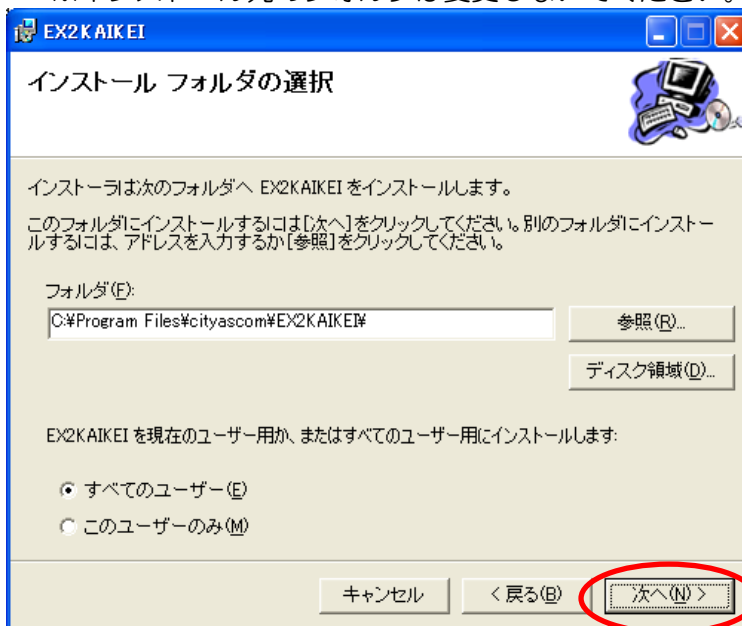 EX2KAIKEI
インストール フォルダの選択
インストーラは次のフォルダへ EX2KAIKEI をインストールします。
このフォルダにインストールするには[次へ]をクリックしてください。別のフォルダにインストー
ルするには、アドレスを入力するか[参照]をクリックしてください。
フォルダ(F):
C:¥Program Files¥cityascom¥EX2KAIKEI¥
参照(R)...
ディスク領域(D)...
EX2KAIKEI を現在のユーザー用か、またはすべてのユーザー用にインストールします:
すべてのユーザー(E)
このユーザーのみ(M)
キャンセル
< 戻る(B)
次へ(N) >